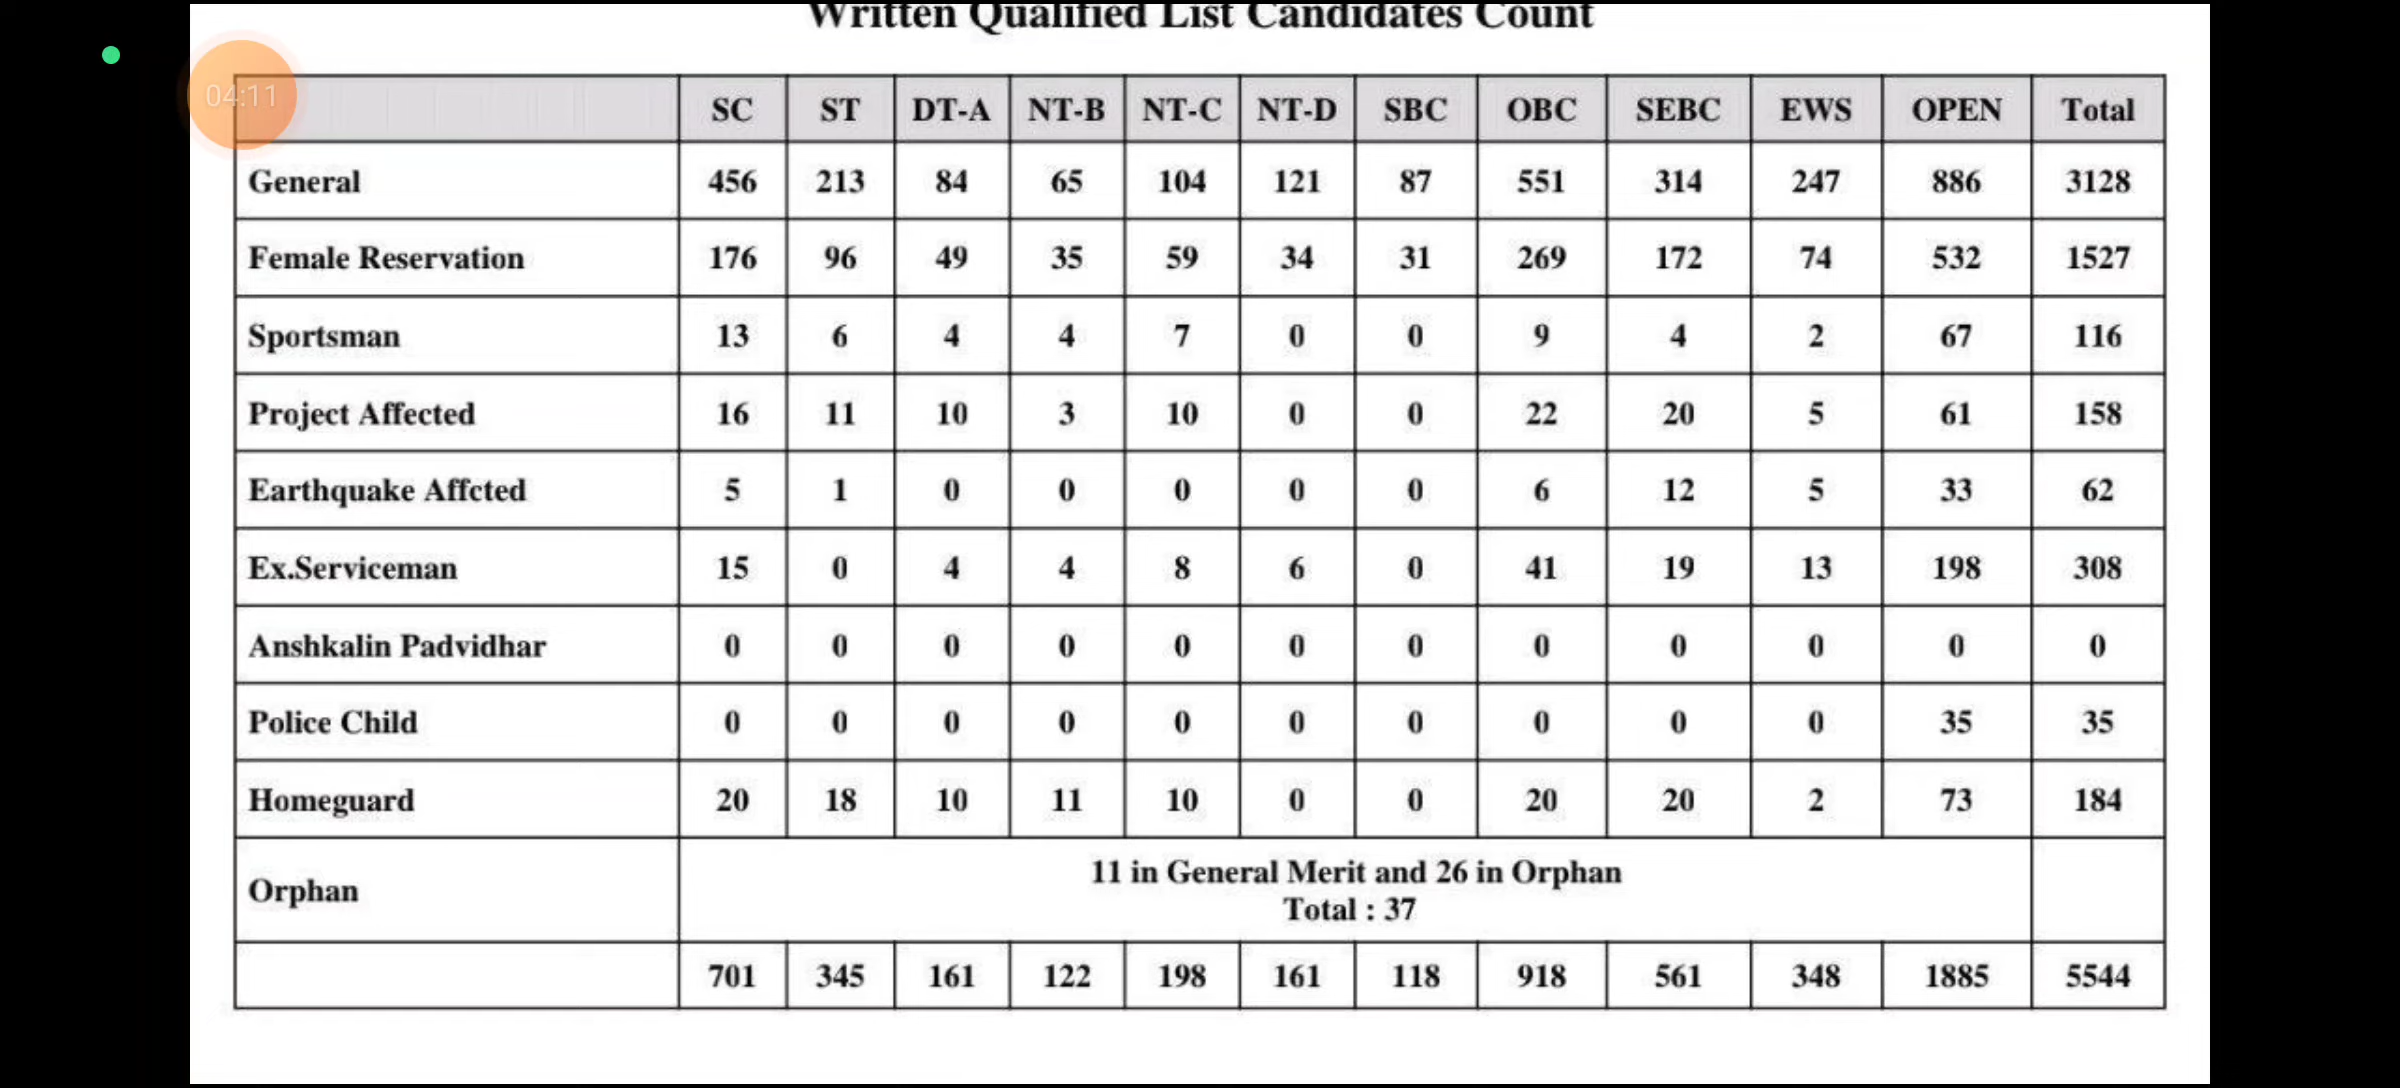 Written Qualified List Candidates Count
04:11
SC ST DT-A NT-B NT-C NT-D SBC OBC SEBC EWS OPEN Total
General 456 213 84 65 104 121 87 551 314 247 886 3128
Female Reservation 176 96 49 35 59 34 31 269 172 74 532 1527
Sportsman 13 6 4 4 7 0 0 9 4 2 67 116
Project Affected 16 11 10 3 10 0 0 22 20 5 61 158
Earthquake Affcted 5 1 0 0 0 0 0 6 12 5 33 62
Ex.Serviceman 15 0 4 4 8 6 0 41 19 13 198 308
Anshkalin Padvidhar 0 0 0 0 0 0 0 0 0 0 0 0
Police Child 0 0 0 0 0 0 0 0 0 0 35 35
Homeguard 20 18 10 11 10 0 0 20 20 2 73 184
Orphan 11 in General Merit and 26 in Orphan
Total : 37
701 345 161 122 198 161 118 918 561 348 1885 5544